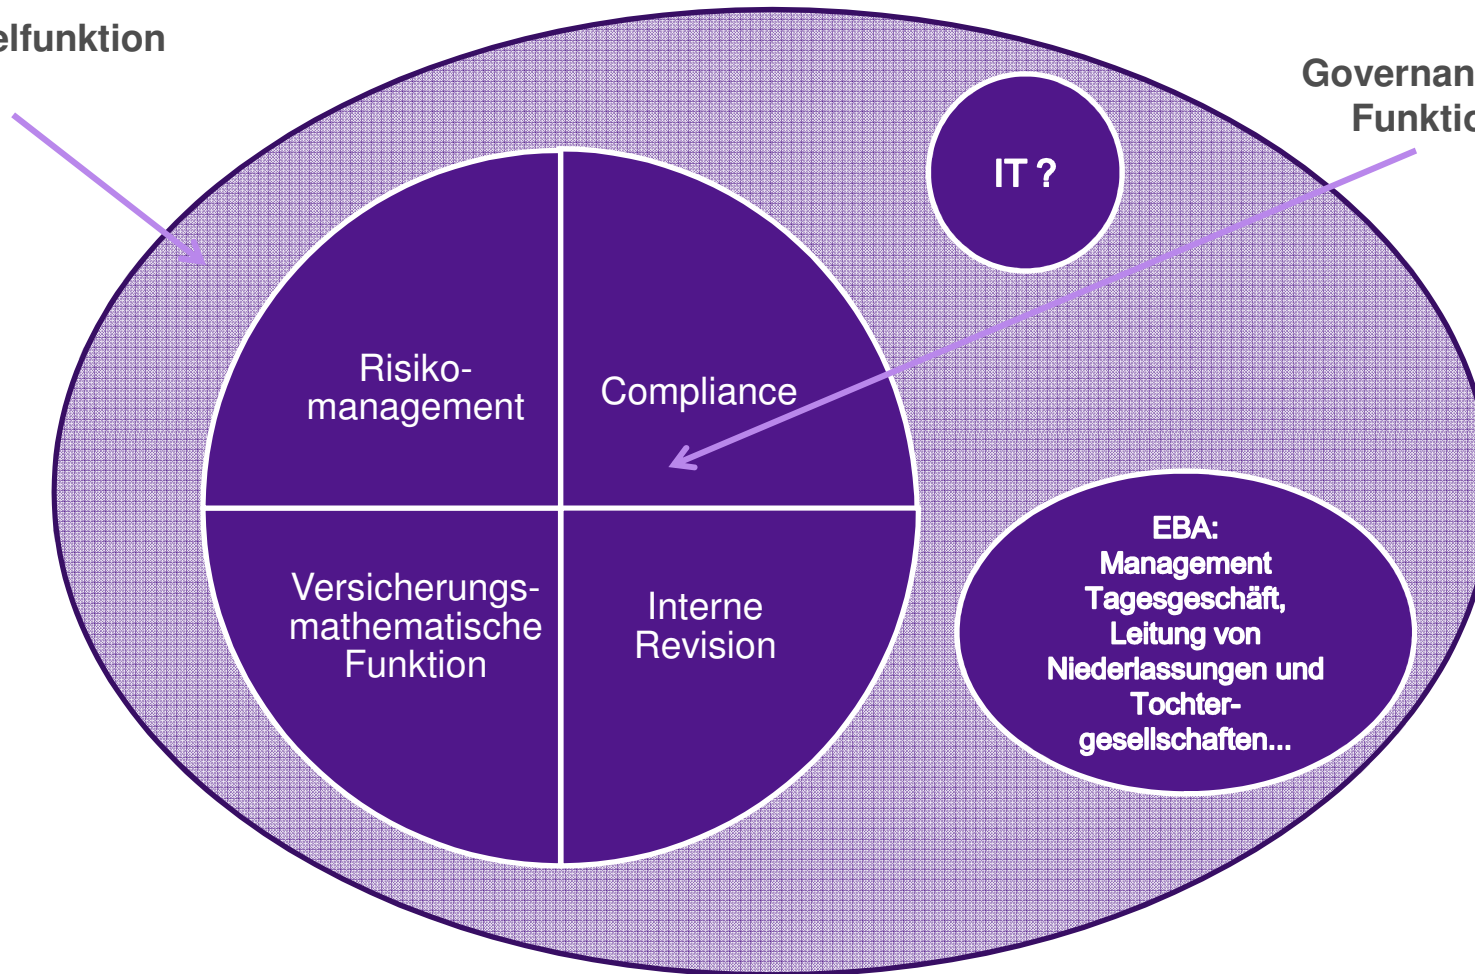 elfunktion
Governan
Funktio
IT ?
Risiko-
management
Compliance
Versicherungs-
mathematische
Funktion
Interne
Revision
EBA:
Management
Tagesgeschäft,
Leitung von
Niederlassungen und
Tochter-
gesellschaften...